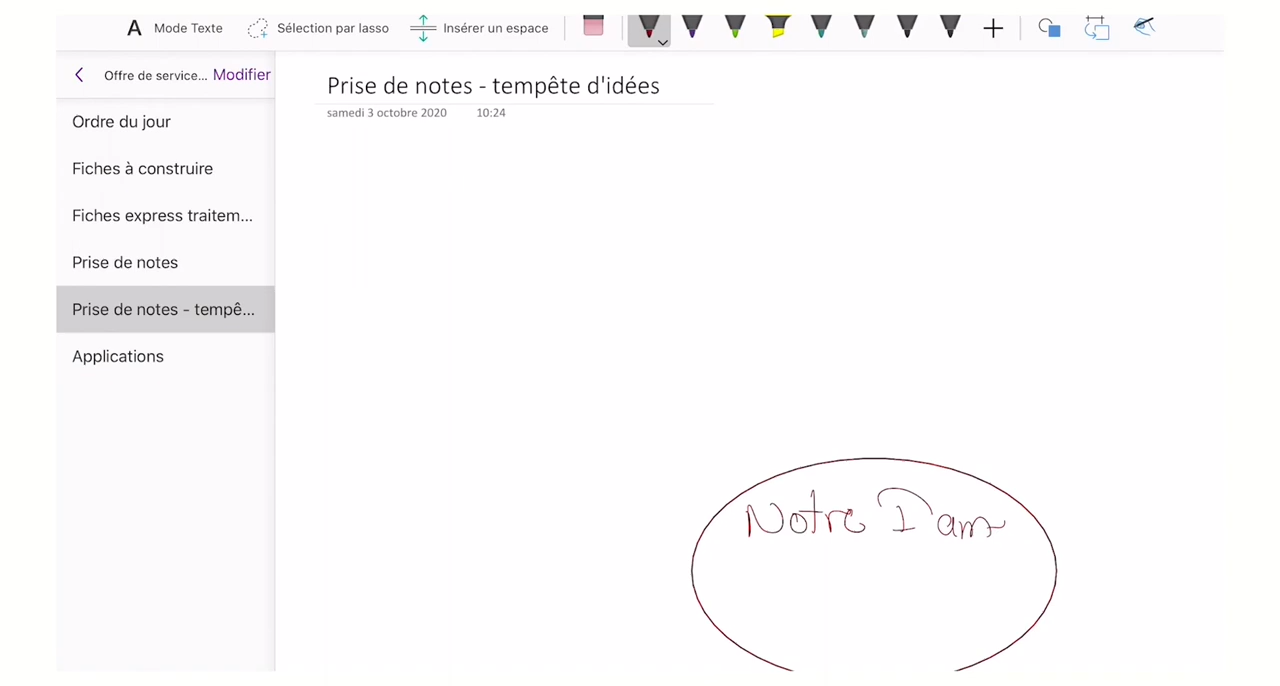 A Mode Texte Sélection par lasso Insérer un espace
Offre de service... Modifier
Ordre du jour
Fiches à construire
Fiches express traitem...
Prise de notes
Prise de notes - tempê...
Applications
Prise de notes - tempête d'idées
samedi 3 octobre 2020 10:24
Notre Dam